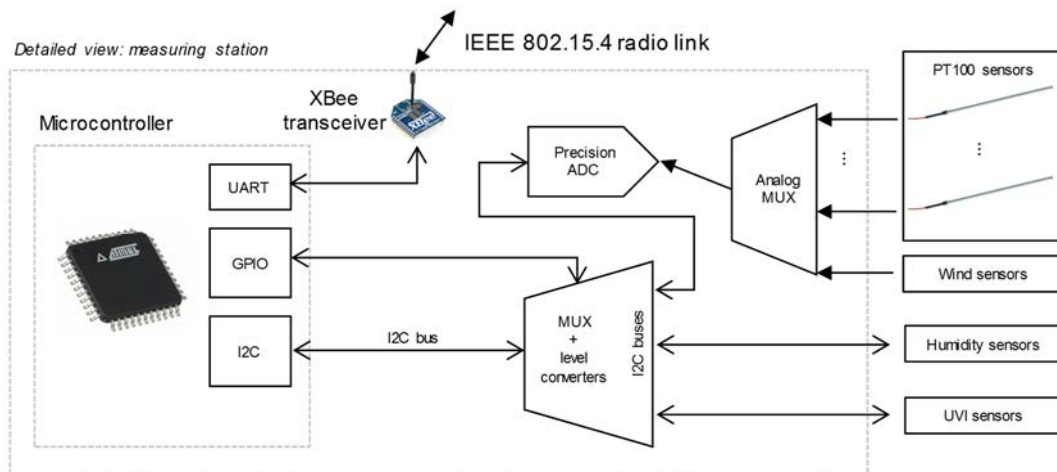 Detailed view: measuring station
IEEE 802.15.4 radio link
XBee
transceiver
Microcontroller
UART
GPIO
I2C
ATMEL
I2C bus
Precision
ADC
Analog
MUX
...
MUX
+
level
converters
I2C buses
PT100 sensors
...
Wind sensors
Humidity sensors
UVI sensors